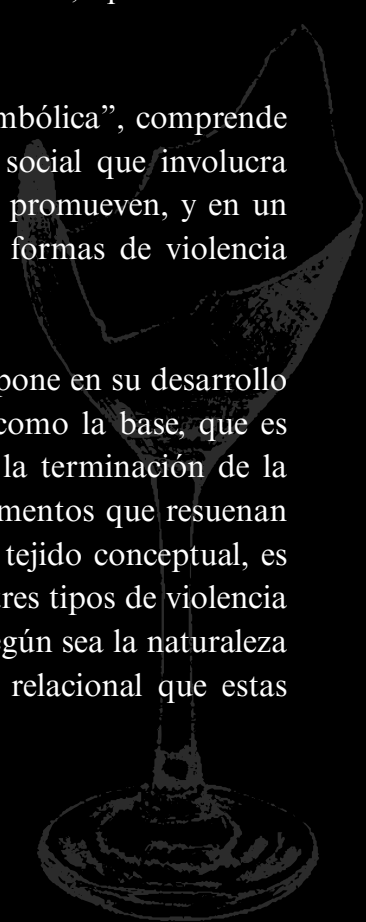 mbólica”, comprende
social que involucra
promueven, y en un
formas de violencia
pone en su desarrollo
como la base, que es
la terminación de la
mentos que resuenan
tejido conceptual, es
tres tipos de violencia
egún sea la naturaleza
relacional que estas